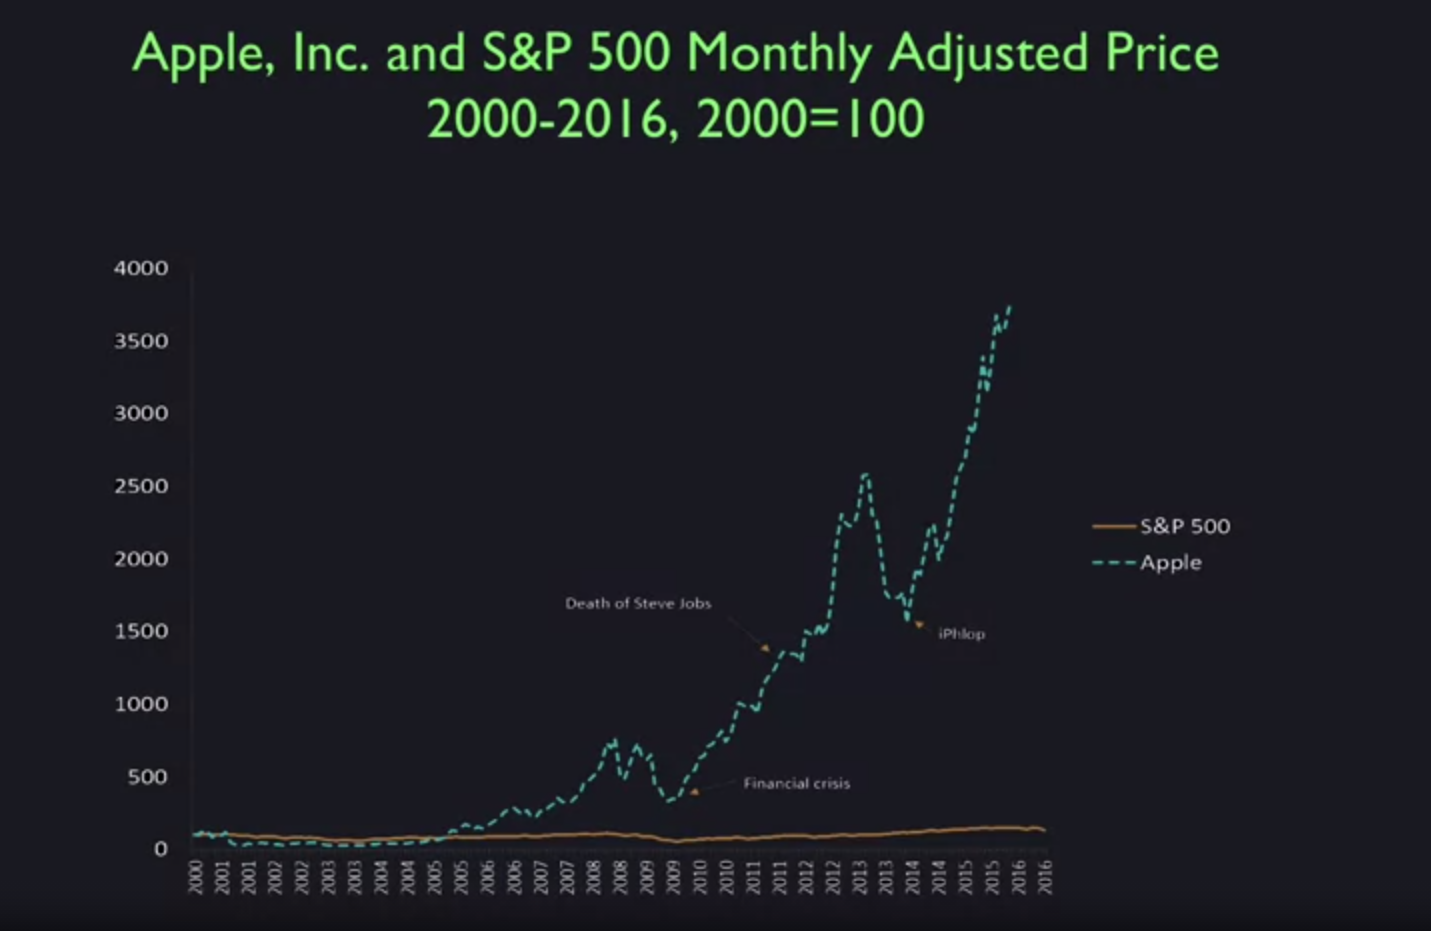 Apple, Inc. and S&P 500 Monthly Adjusted Price
2000-2016, 2000=100
4000
3500
3000
2500
2000
1500
1000
500
0
Death of Steve Jobs
iPhlop
Financial crisis
S&P 500
Apple
2000 2001 2001 2002 2002 2003 2003 2004 2004 2005 2005 2006 2006 2007 2007 2008 2008 2009 2009 2010 2010 2011 2011 2012 2012 2013 2013 2014 2014 2015 2015 2016 2016